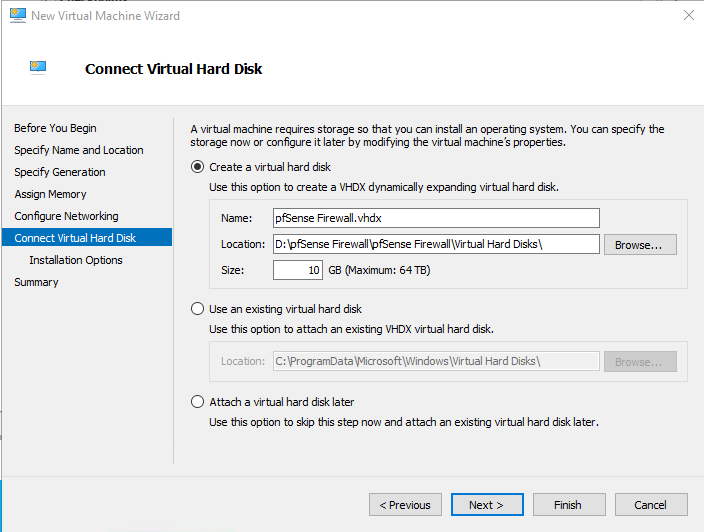 New Virtual Machine Wizard
Connect Virtual Hard Disk
Before You Begin
Specify Name and Location
Specify Generation
Assign Memory
Configure Networking
Connect Virtual Hard Disk
Installation Options
Summary
A virtual machine requires storage so that you can install an operating system. You can specify the
storage now or configure it later by modifying the virtual machine's properties.
Create a virtual hard disk
Use this option to create a VHDX dynamically expanding virtual hard disk.
Name: pfSense Firewall.vhdx
Location: D:\pfSense Firewall\pfSense Firewall\Virtual Hard Disks\ Browse...
Size: 10 GB (Maximum: 64 TB)
Use an existing virtual hard disk
Use this option to attach an existing VHDX virtual hard disk.
Location: C:\ProgramData\Microsoft\Windows\Virtual Hard Disks\ Browse...
Attach a virtual hard disk later
Use this option to skip this step now and attach an existing virtual hard disk later.
< Previous Next > Finish Cancel